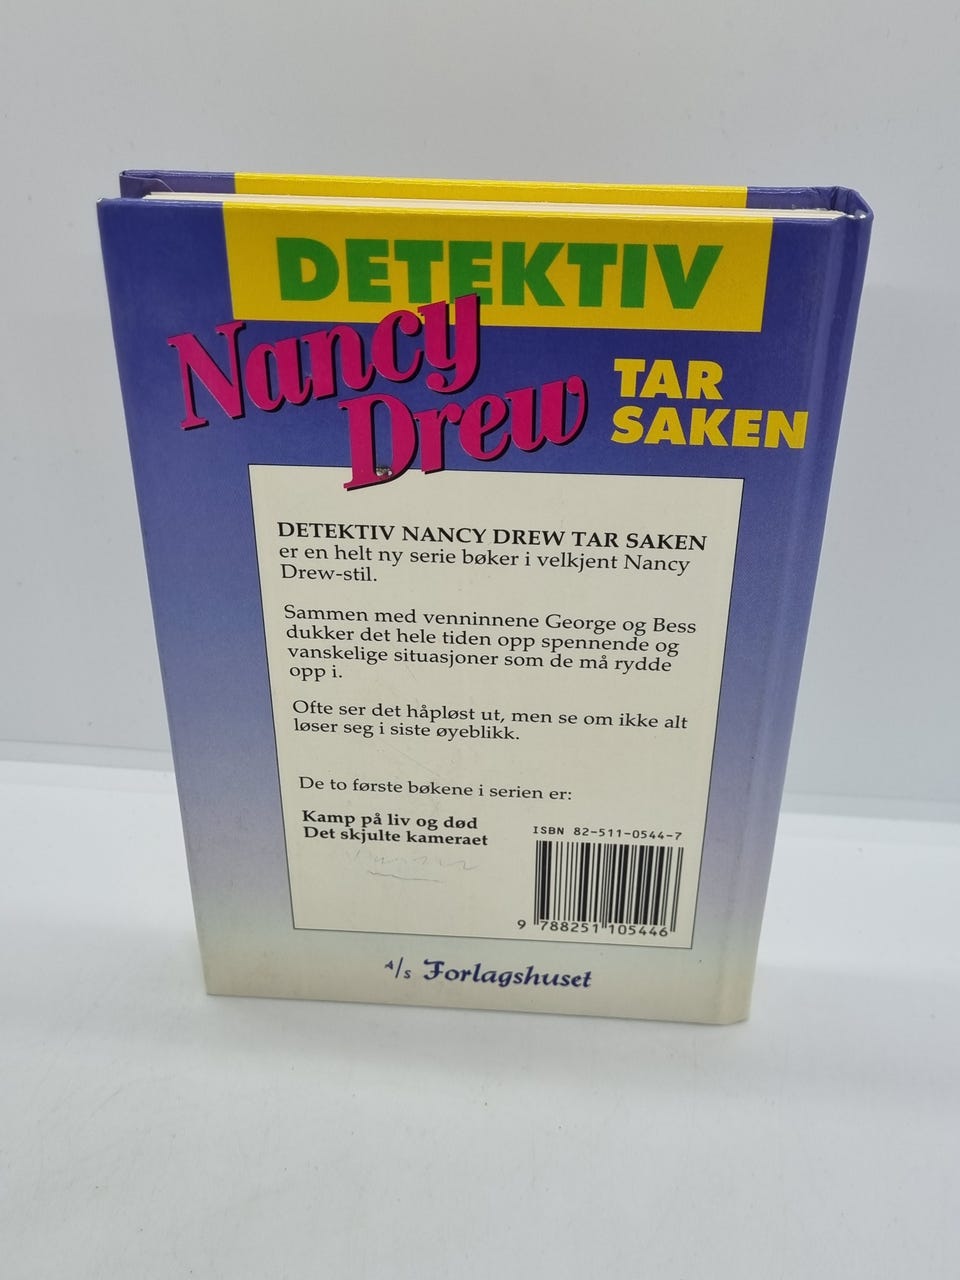 DETEKTIV
Nancy
Drew
TAR
SAKEN
DETEKTIV NANCY DREW TAR SAKEN
er en helt ny serie bøker i velkjent Nancy
Drew-stil.
Sammen med venninnene George og Bess
dukker det hele tiden opp spennende og
vanskelige situasjoner som de må rydde
opp i.
Ofte ser det håpløst ut, men se om ikke alt
løser seg i siste øyeblikk.
De to første bøkene i serien er:
Kamp på liv og død
Det skjulte kameraet
ISBN 82-511-0544-7
9 788251 105446
A/S Forlagshuset